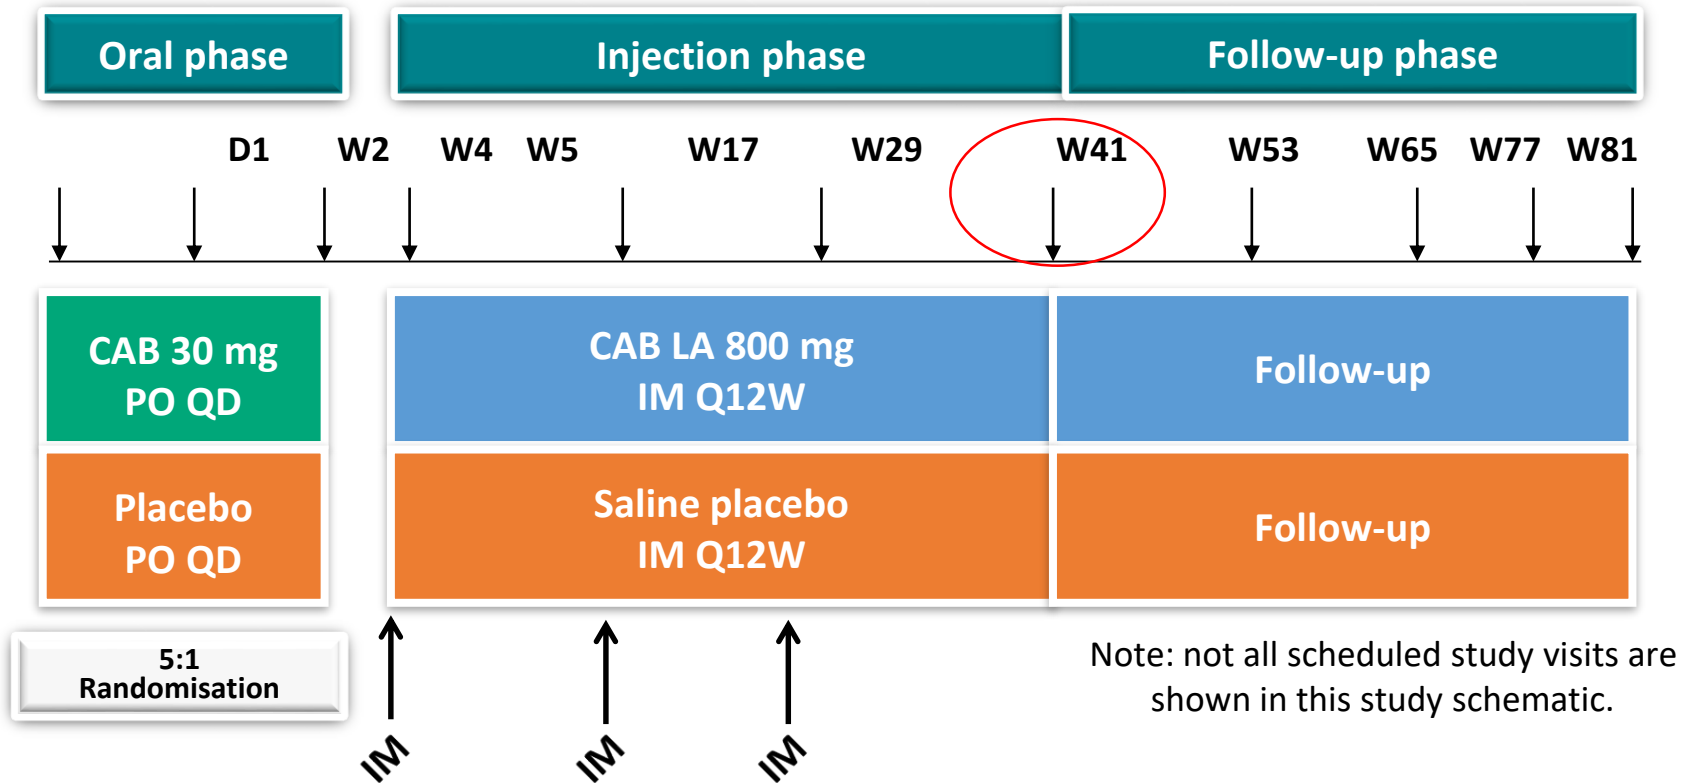 Oral phase
Injection phase
Follow-up phase
D1 W2 W4 W5 W17 W29 W41 W53 W65 W77 W81
CAB 30 mg
PO QD
CAB LA 800 mg
IM Q12W
Follow-up
Placebo
PO QD
Saline placebo
IM Q12W
Follow-up
5:1
Randomisation
IM
IM
IM
Note: not all scheduled study visits are
shown in this study schematic.